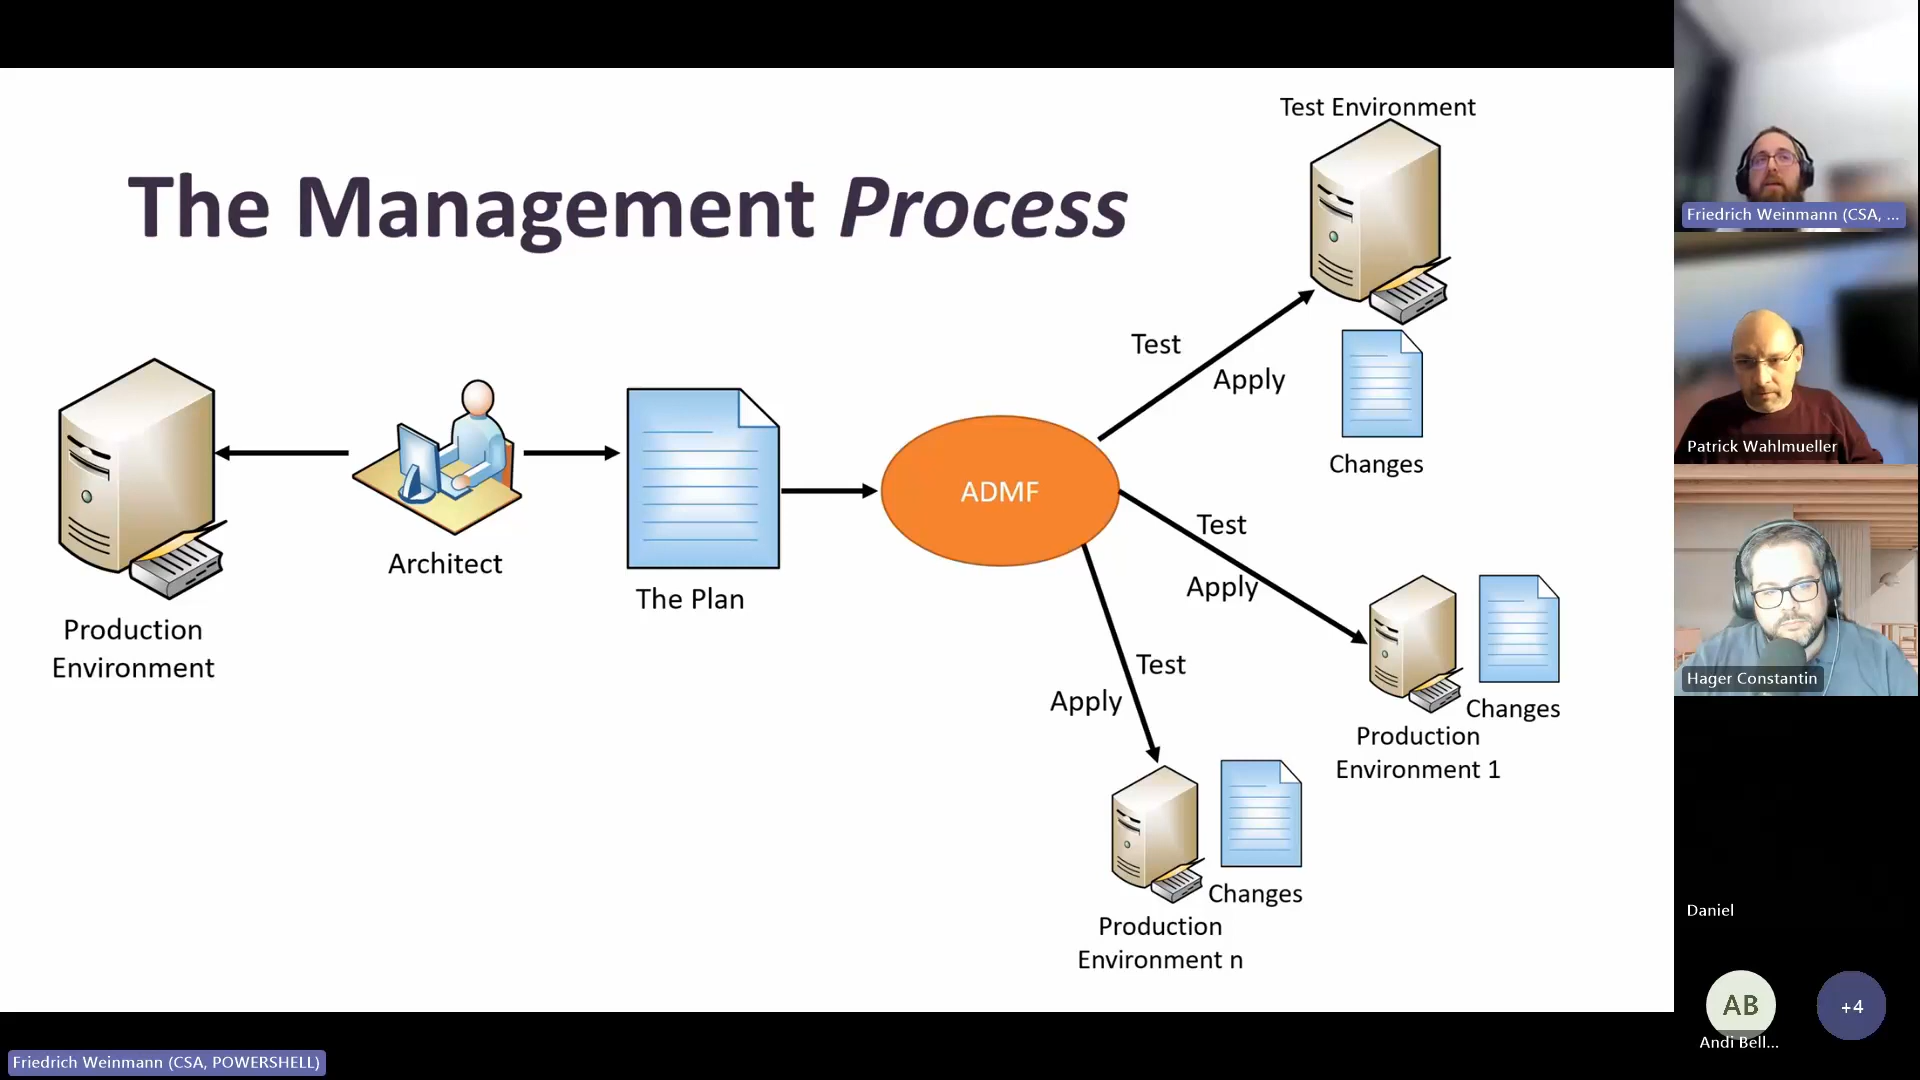 The Management Process
Test Environment
Test
Apply
Changes
ADMF
Architect
The Plan
Production
Environment
Test
Apply
Changes
Production
Environment 1
Test
Apply
Changes
Production
Environment n
Friedrich Weinmann (CSA, ...
Patrick Wahlmueller
Hager Constantin
Daniel
AB
+4
Andi Bell...
Friedrich Weinmann (CSA, POWERSHELL)